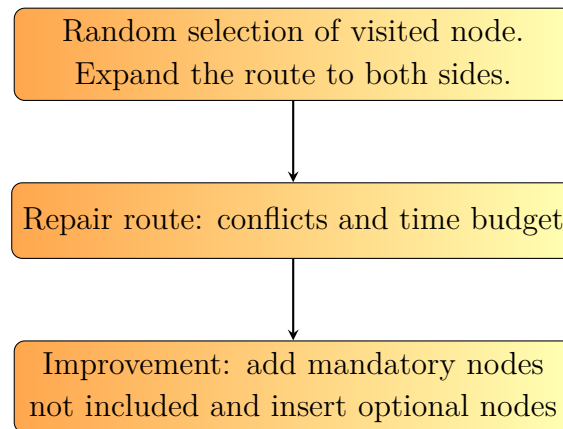 Random selection of visited node.
Expand the route to both sides.
Repair route: conflicts and time budget
Improvement: add mandatory nodes
not included and insert optional nodes